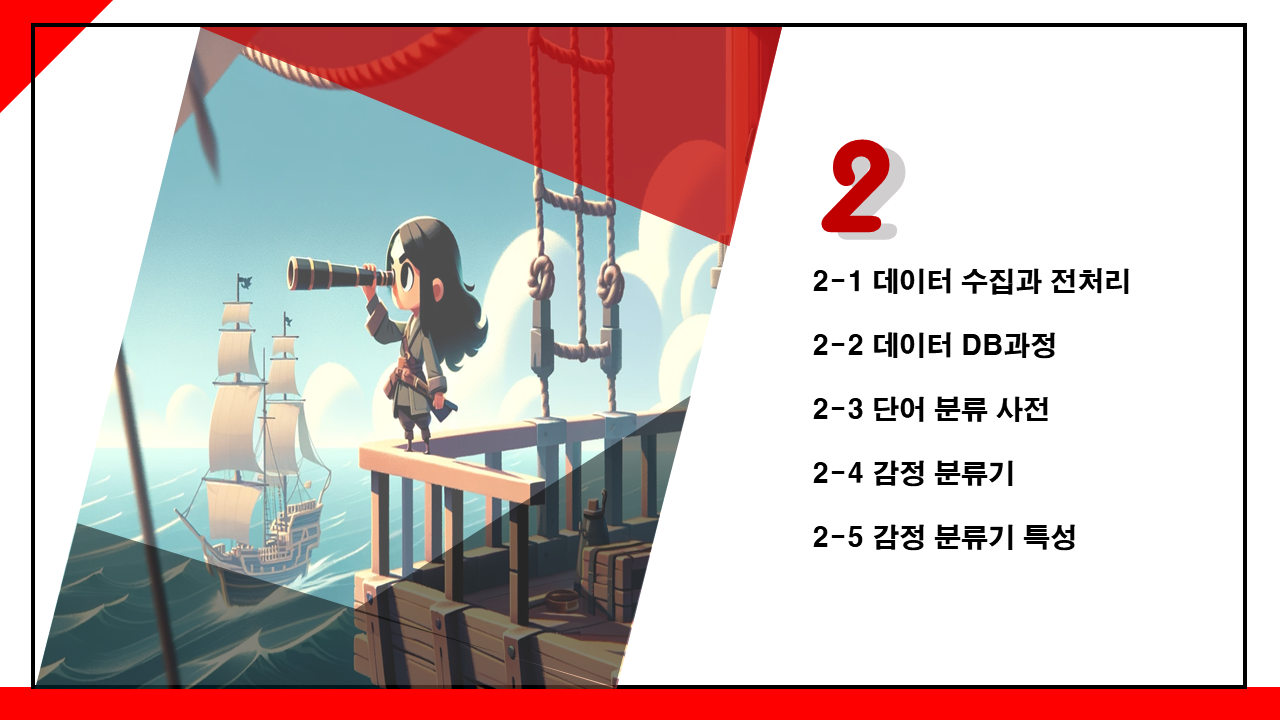 2
2-1 데이터 수집과 전처리
2-2 데이터 DB과정
2-3 단어 분류 사전
2-4 감정 분류기
2-5 감정 분류기 특성